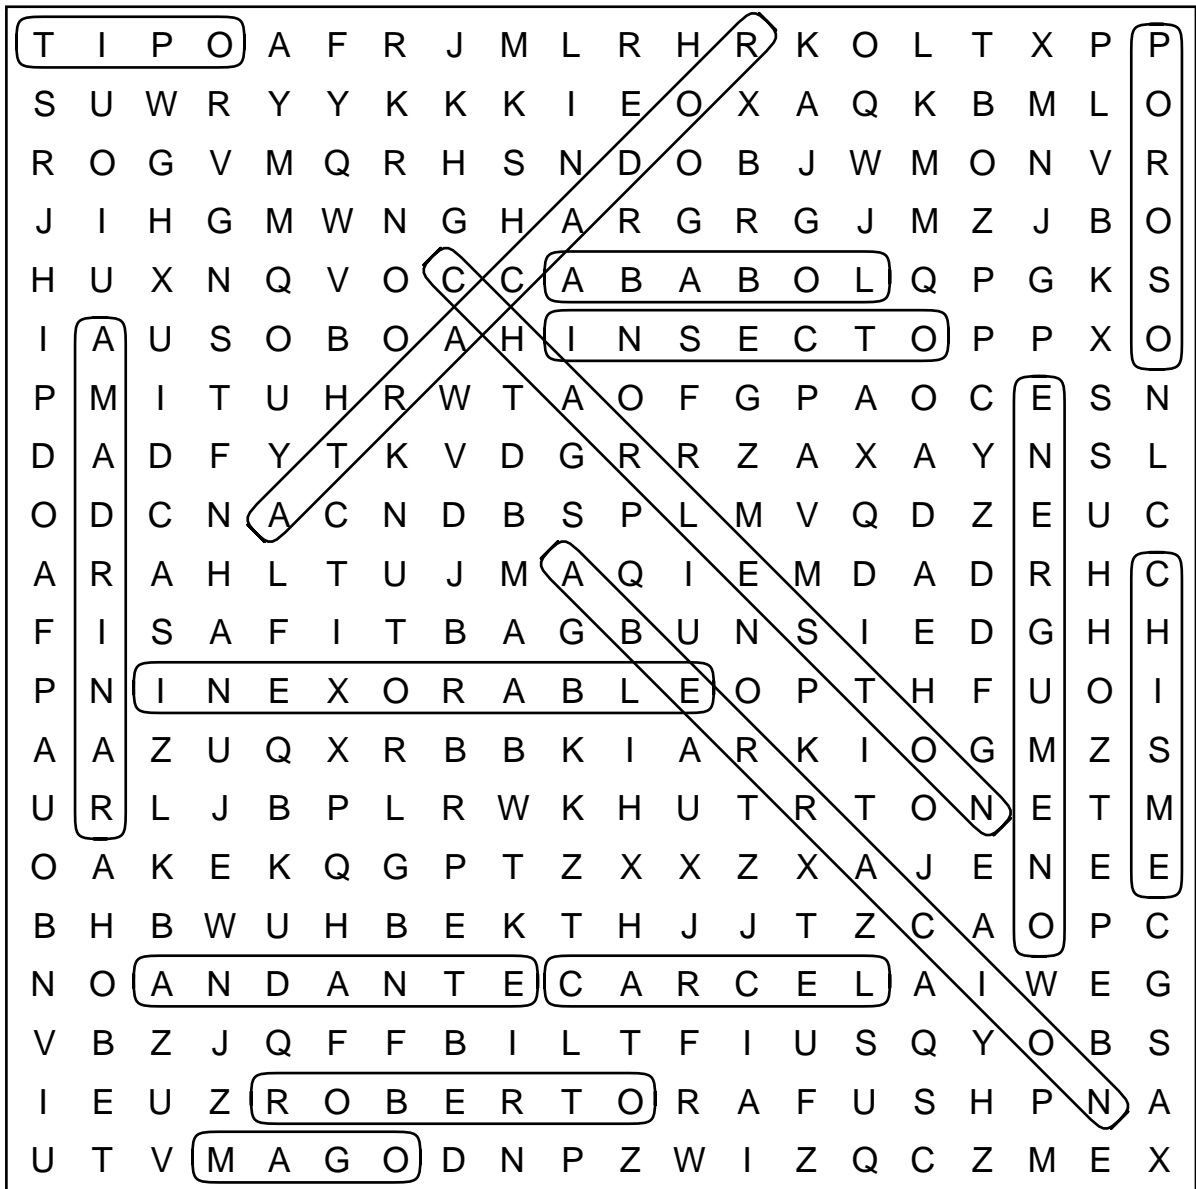 T I P O A F R J M L R H R K O L T X P P
S U W R Y Y K K K I E O X A Q K B M L O
R O G V M Q R H S N D O B J W M O N V R
J I H G M W N G H A R G R G J M Z J B O
H U X N Q V O C C A B A B O L Q P G K S
I A U S O B O A H I N S E C T O P P X O
P M I T U H R W T A O F G P A O C E S N
D A D F Y T K V D G R R Z A X A Y N S L
O D C N A C N D B S P L M V Q D Z E U C
A R A H L T U J M A Q I E M D A D R H C
F I S A F I T B A G B U N S I E D G H H
P N I N E X O R A B L E O P T H F U O I
A A Z U Q X R B B K I A R K I O G M Z S
U R L J B P L R W K H U T R T O N E T M
O A K E K Q G P T Z X X Z X A J E N E E
B H B W U H B E K T H J J T Z C A O P C
N O A N D A N T E C A R C E L A I W E G
V B Z J Q F F B I L T F I U S Q Y O B S
I E U Z R O B E R T O R A F U S H P N A
U T V M A G O D N P Z W I Z Q C Z M E X